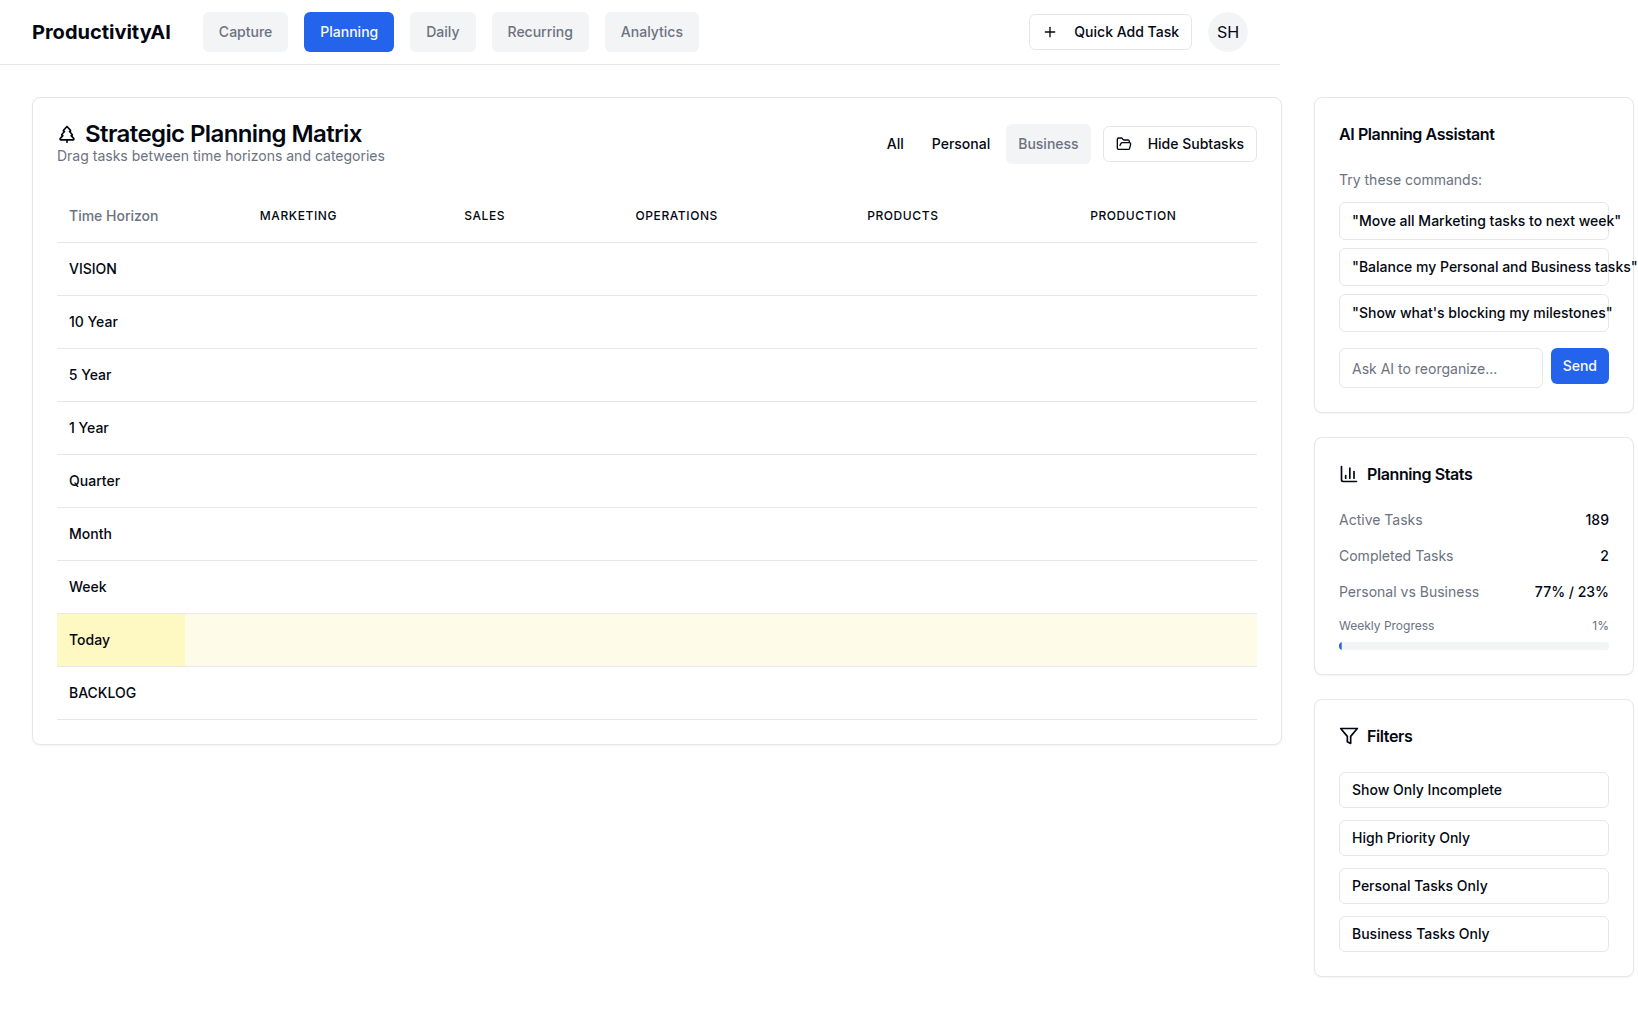 ProductivityAI
Capture
Planning
Daily
Recurring
Analytics
Quick Add Task
SH
Strategic Planning Matrix
Drag tasks between time horizons and categories
All
Personal
Business
Hide Subtasks
Time Horizon MARKETING SALES OPERATIONS PRODUCTS PRODUCTION
VISION
10 Year
5 Year
1 Year
Quarter
Month
Week
Today
BACKLOG
AI Planning Assistant
Try these commands:
"Move all Marketing tasks to next week"
"Balance my Personal and Business tasks"
"Show what's blocking my milestones"
Ask AI to reorganize...
Send
Planning Stats
Active Tasks 189
Completed Tasks 2
Personal vs Business 77% / 23%
Weekly Progress 1%
Filters
Show Only Incomplete
High Priority Only
Personal Tasks Only
Business Tasks Only